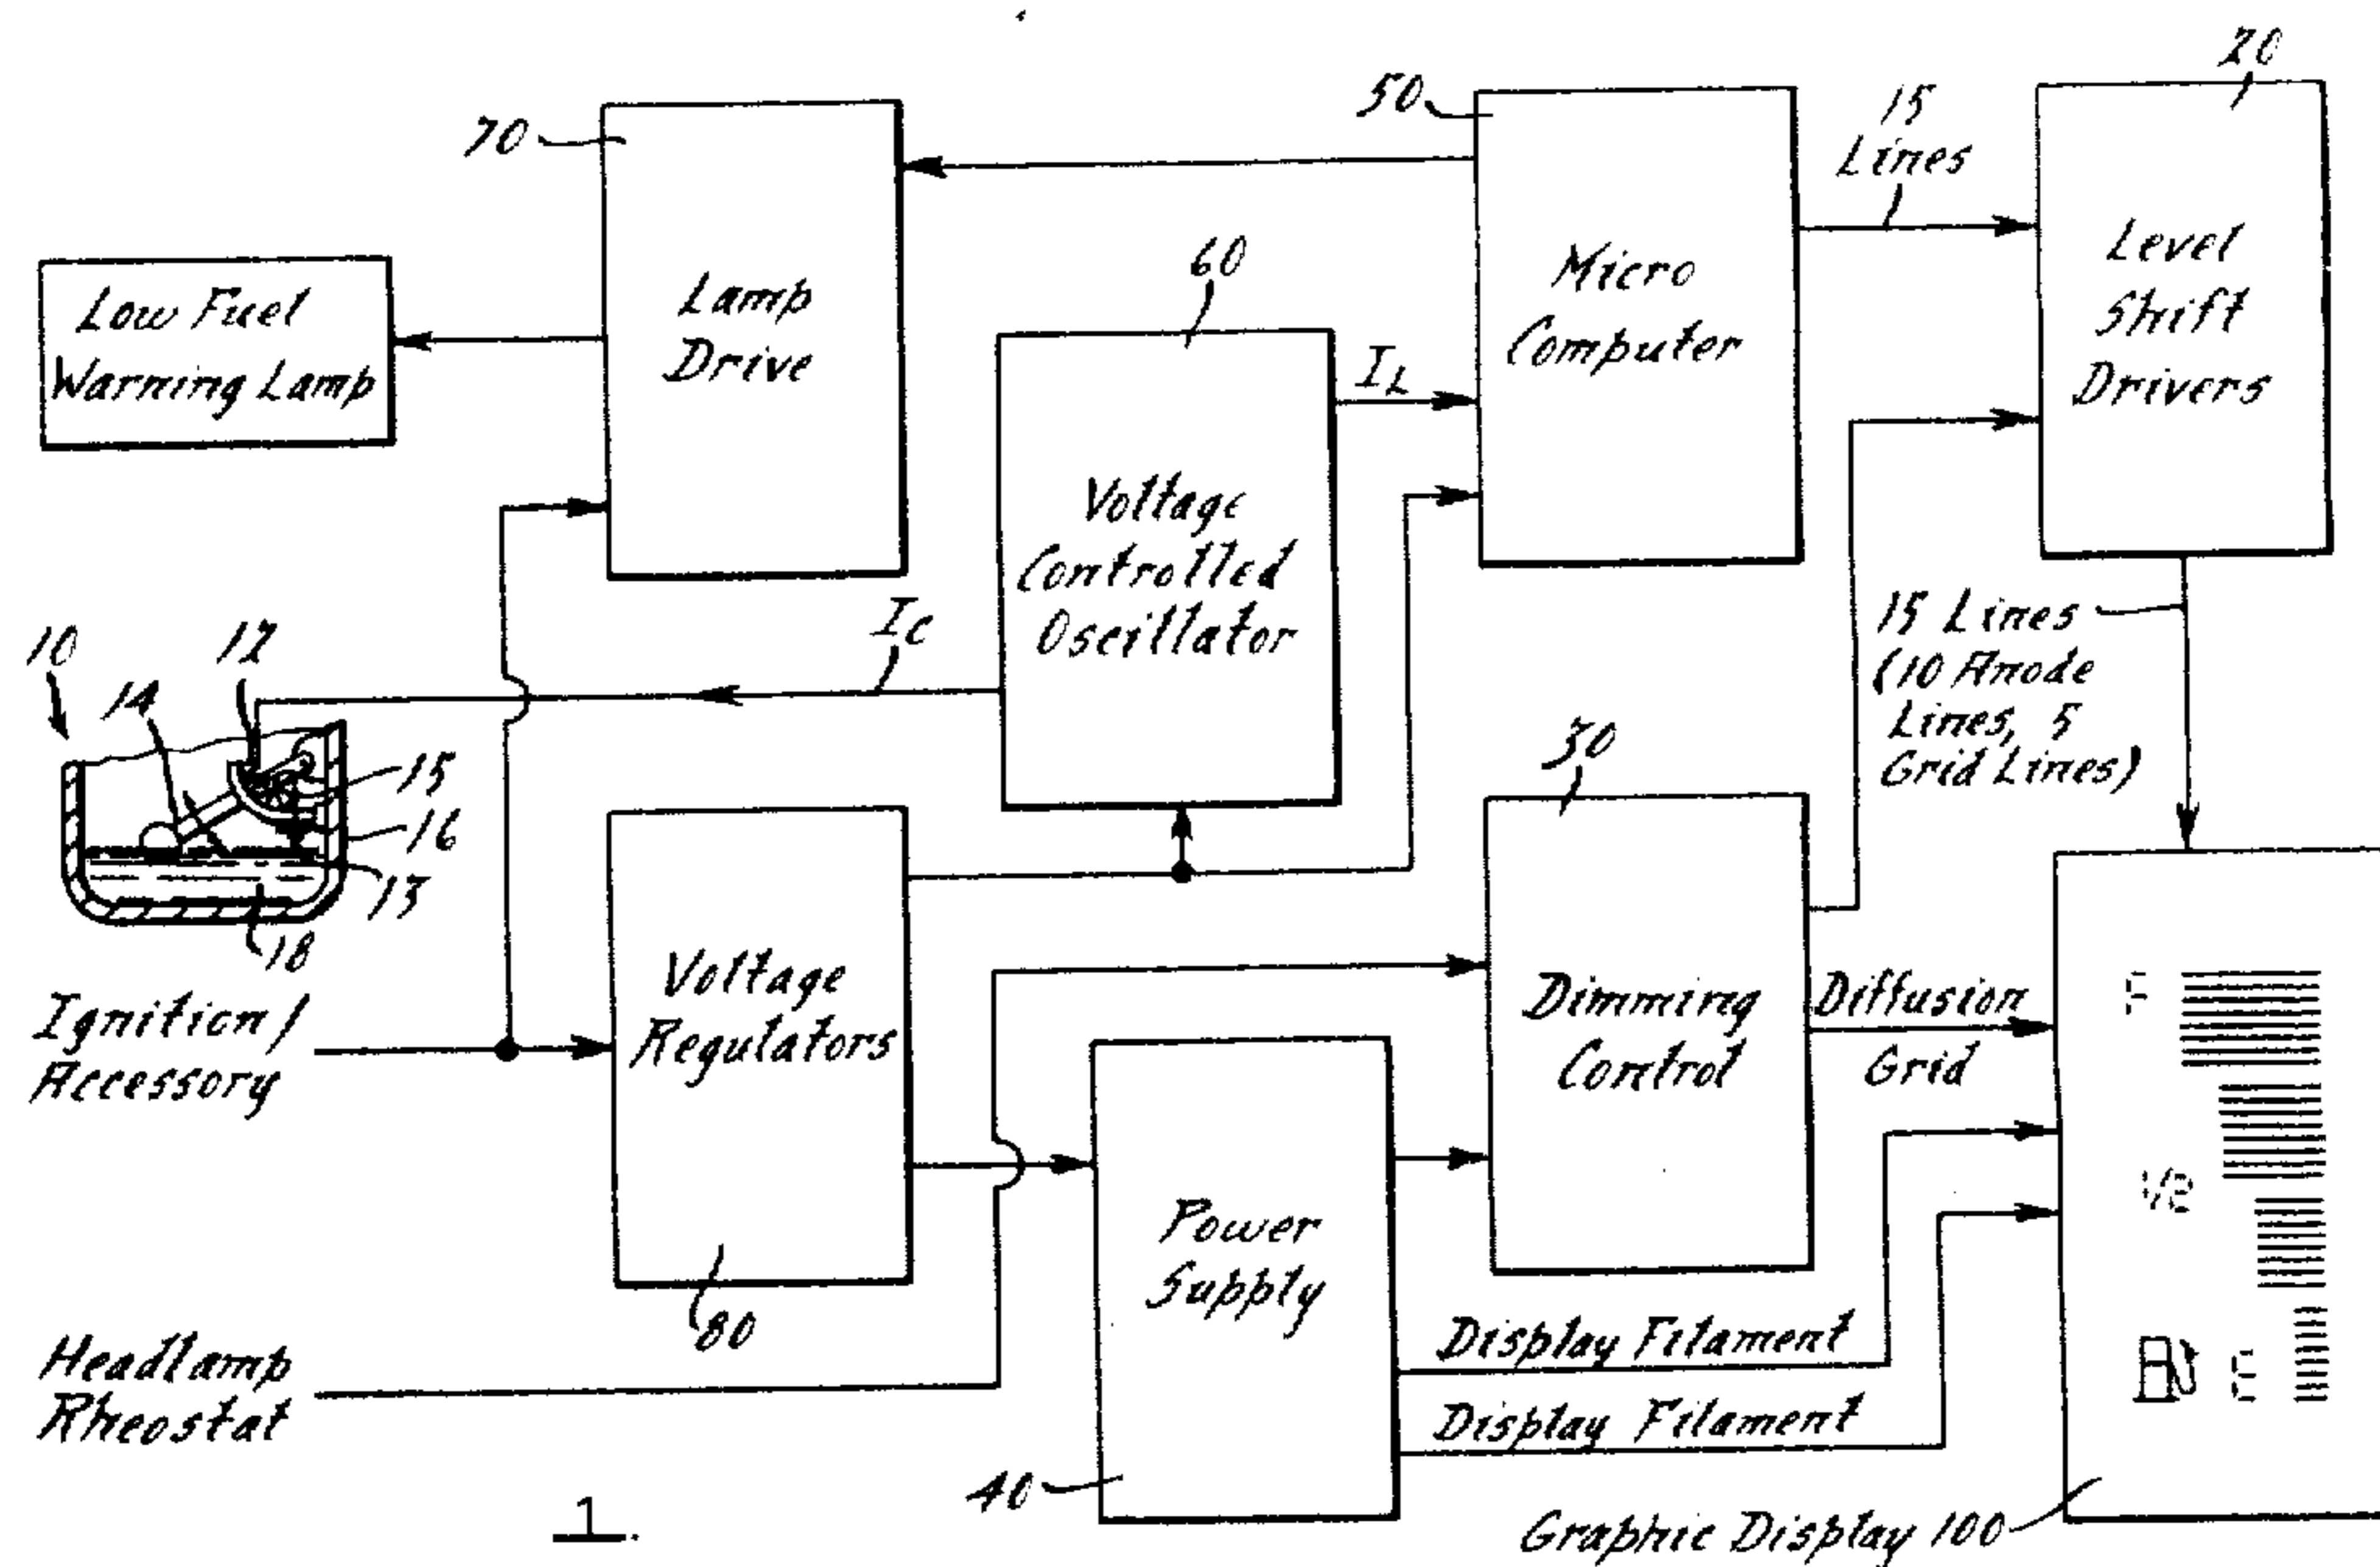 20
70
50
15
Lines
Level
Shift
Drivers
Micro
Computer
60
Lamp
Drive
Low Fuel
Warning Lamp
I_L
Voltage
Controlled
Oscillator
I_C
15 Lines
(10 Anode
Lines, 5
Grid Lines)
10
12
14
15
16
13
18
30
Ignition/
Accessory
Voltage
Regulators
80
Dimming
Control
Diffusion
Grid
F
1/2
E
Power
Supply
40
Headlamp
Rheostat
Display Filament
Display Filament
Graphic Display 100
1.